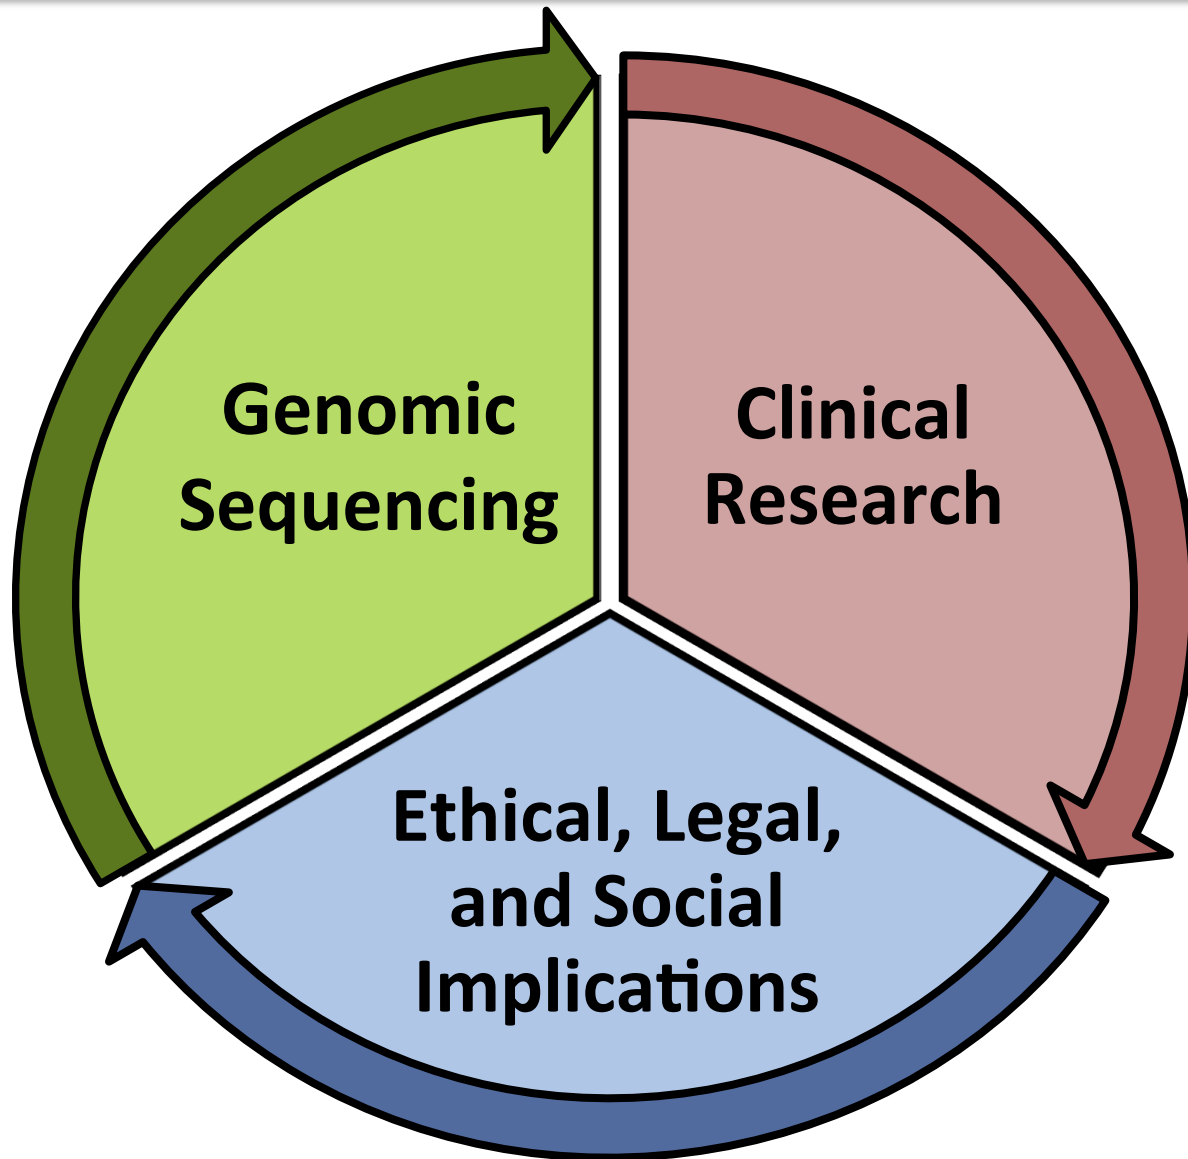 Genomic
Sequencing
Clinical
Research
Ethical, Legal,
and Social
Implications